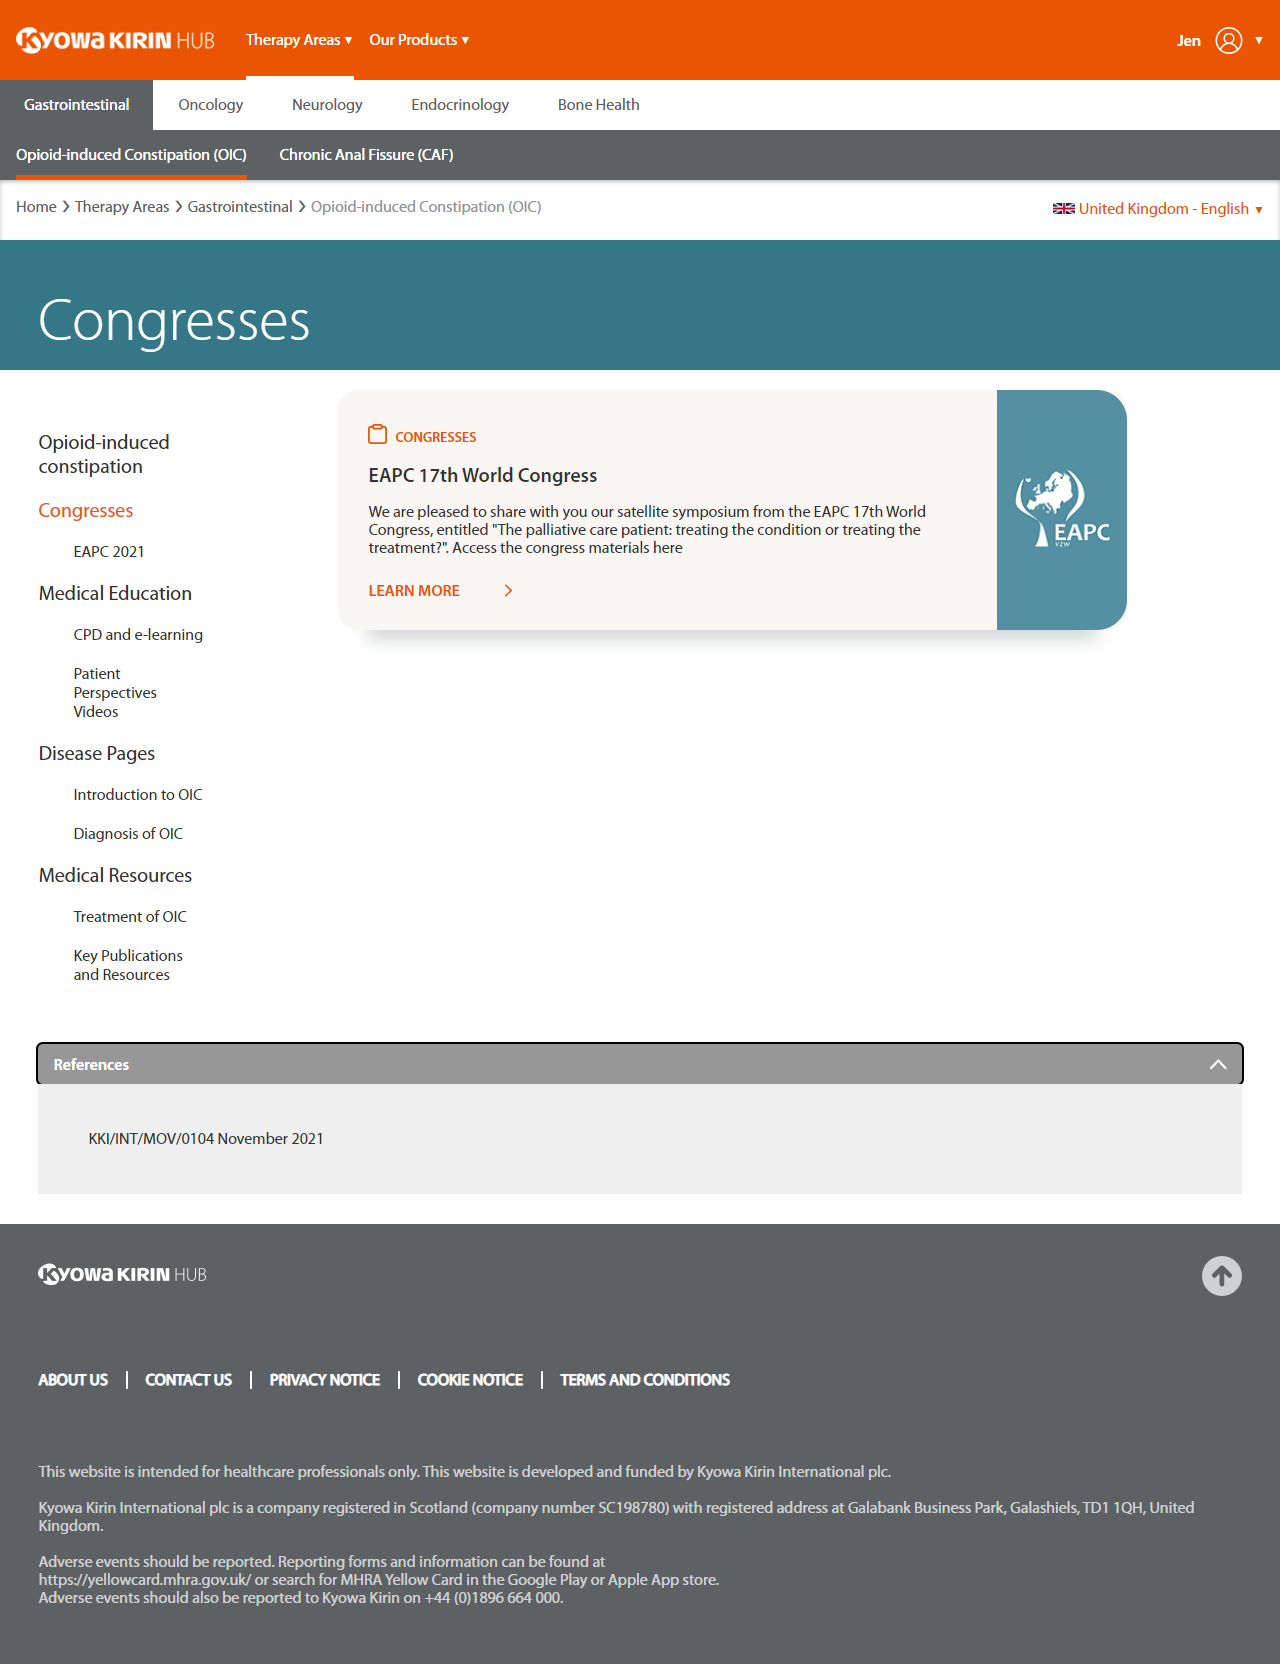 KYOWA KIRIN HUB
Therapy Areas ▼ Our Products ▼
Jen ▼
Gastrointestinal Oncology Neurology Endocrinology Bone Health
Opioid-induced Constipation (OIC) Chronic Anal Fissure (CAF)
Home > Therapy Areas > Gastrointestinal > Opioid-induced Constipation (OIC)
United Kingdom - English ▼
Congresses
Opioid-induced
constipation
Congresses
EAPC 2021
Medical Education
CPD and e-learning
Patient
Perspectives
Videos
Disease Pages
Introduction to OIC
Diagnosis of OIC
Medical Resources
Treatment of OIC
Key Publications
and Resources
CONGRESSES
EAPC 17th World Congress
We are pleased to share with you our satellite symposium from the EAPC 17th World
Congress, entitled "The palliative care patient: treating the condition or treating the
treatment?". Access the congress materials here
LEARN MORE >
EAPC
VZW
References
KKI/INT/MOV/0104 November 2021
KYOWA KIRIN HUB
ABOUT US | CONTACT US | PRIVACY NOTICE | COOKIE NOTICE | TERMS AND CONDITIONS
This website is intended for healthcare professionals only. This website is developed and funded by Kyowa Kirin International plc.
Kyowa Kirin International plc is a company registered in Scotland (company number SC198780) with registered address at Galabank Business Park, Galashiels, TD1 1QH, United
Kingdom.
Adverse events should be reported. Reporting forms and information can be found at
https://yellowcard.mhra.gov.uk/ or search for MHRA Yellow Card in the Google Play or Apple App store.
Adverse events should also be reported to Kyowa Kirin on +44 (0)1896 664 000.